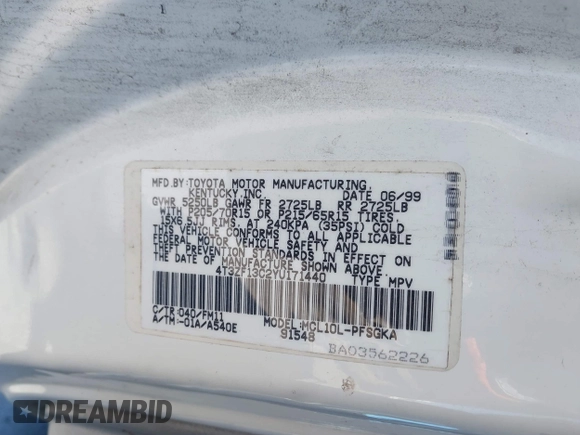 MFD.BY:TOYOTA MOTOR MANUFACTURING,
KENTUCKY,INC. DATE 06/99
GVWR 5250LB GAWR FR 2725LB RR 2725LB
WITH P205/70R15 OR P215/65R15 TIRES,
15X6.5JJ RIMS, AT 240KPA (35PSI) COLD
THIS VEHICLE CONFORMS TO ALL APPLICABLE
FEDERAL MOTOR VEHICLE SAFETY AND
THEFT PREVENTION STANDARDS IN EFFECT ON
THE DATE OF MANUFACTURE SHOWN ABOVE.
4T3ZF13C2YU171440 TYPE MPV
C/TR:040/FM11 MODEL:MCL10L-PFSGKA
A/TM:-01A/A540E 91548
BA03562226
DREAMBID